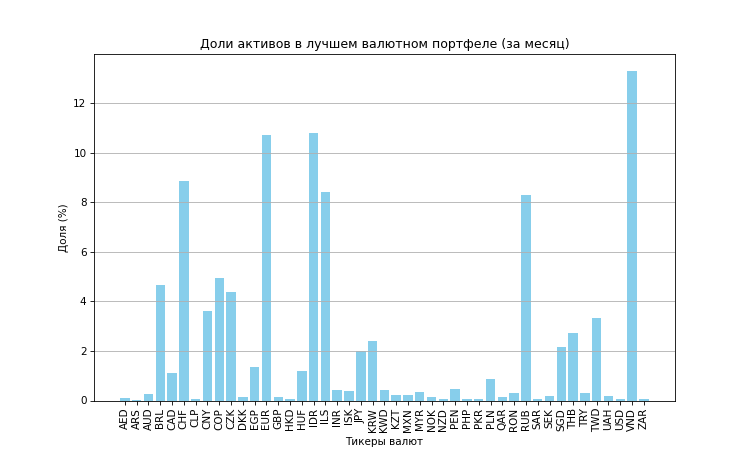 Доли активов в лучшем валютном портфеле (за месяц)
Доля (%)
12
10
8
6
4
2
0
AED ARS AUD BRL CAD CHF CLP CNY COP CZK DKK EGP EUR GBP HKD HUF IDR ILS INR ISK JPY KRW KWD KZT MXN MYR NOK NZD PEN PHP PKR PLN QAR RON RUB SAR SEK SGD THB TRY TWD UAH USD VND ZAR
Тикеры валют